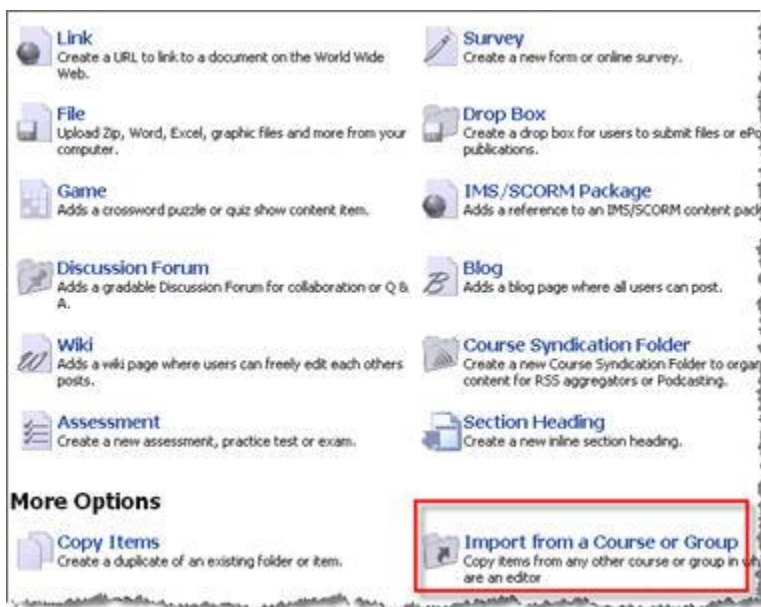 Link
Create a URL to link to a document on the World Wide
Web.
Survey
Create a new form or online survey.
File
Upload Zip, Word, Excel, graphic files and more from your
computer.
Drop Box
Create a drop box for users to submit files or
publications.
Game
Adds a crossword puzzle or quiz show content item.
IMS/SCORM Package
Adds a reference to an IMS/SCORM content
Discussion Forum
Adds a gradable Discussion Forum for collaboration or Q &
A.
Blog
Adds a blog page where all users can post.
Wiki
Adds a wiki page where users can freely edit each others
posts.
Course Syndication Folder
Create a new Course Syndication Folder to
content for RSS aggregators or Podcasting.
Assessment
Create a new assessment, practice test or exam.
Section Heading
Create a new inline section heading.
More Options
Copy Items
Create a duplicate of an existing folder or item.
Import from a Course or Group
Copy items from any other course or group in
are an editor